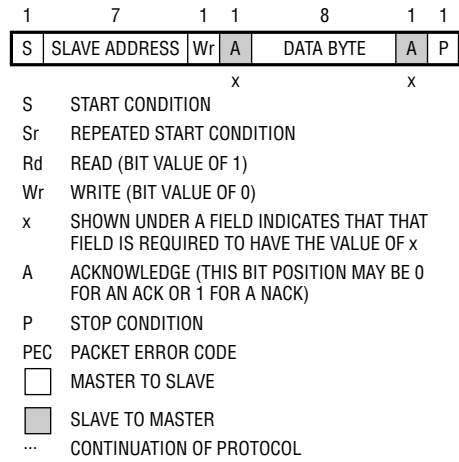 1 7 1 1 8 1 1
S SLAVE ADDRESS Wr A DATA BYTE A P
x x
S START CONDITION
Sr REPEATED START CONDITION
Rd READ (BIT VALUE OF 1)
Wr WRITE (BIT VALUE OF 0)
x SHOWN UNDER A FIELD INDICATES THAT THAT
FIELD IS REQUIRED TO HAVE THE VALUE OF x
A ACKNOWLEDGE (THIS BIT POSITION MAY BE 0
FOR AN ACK OR 1 FOR A NACK)
P STOP CONDITION
PEC PACKET ERROR CODE
MASTER TO SLAVE
SLAVE TO MASTER
... CONTINUATION OF PROTOCOL